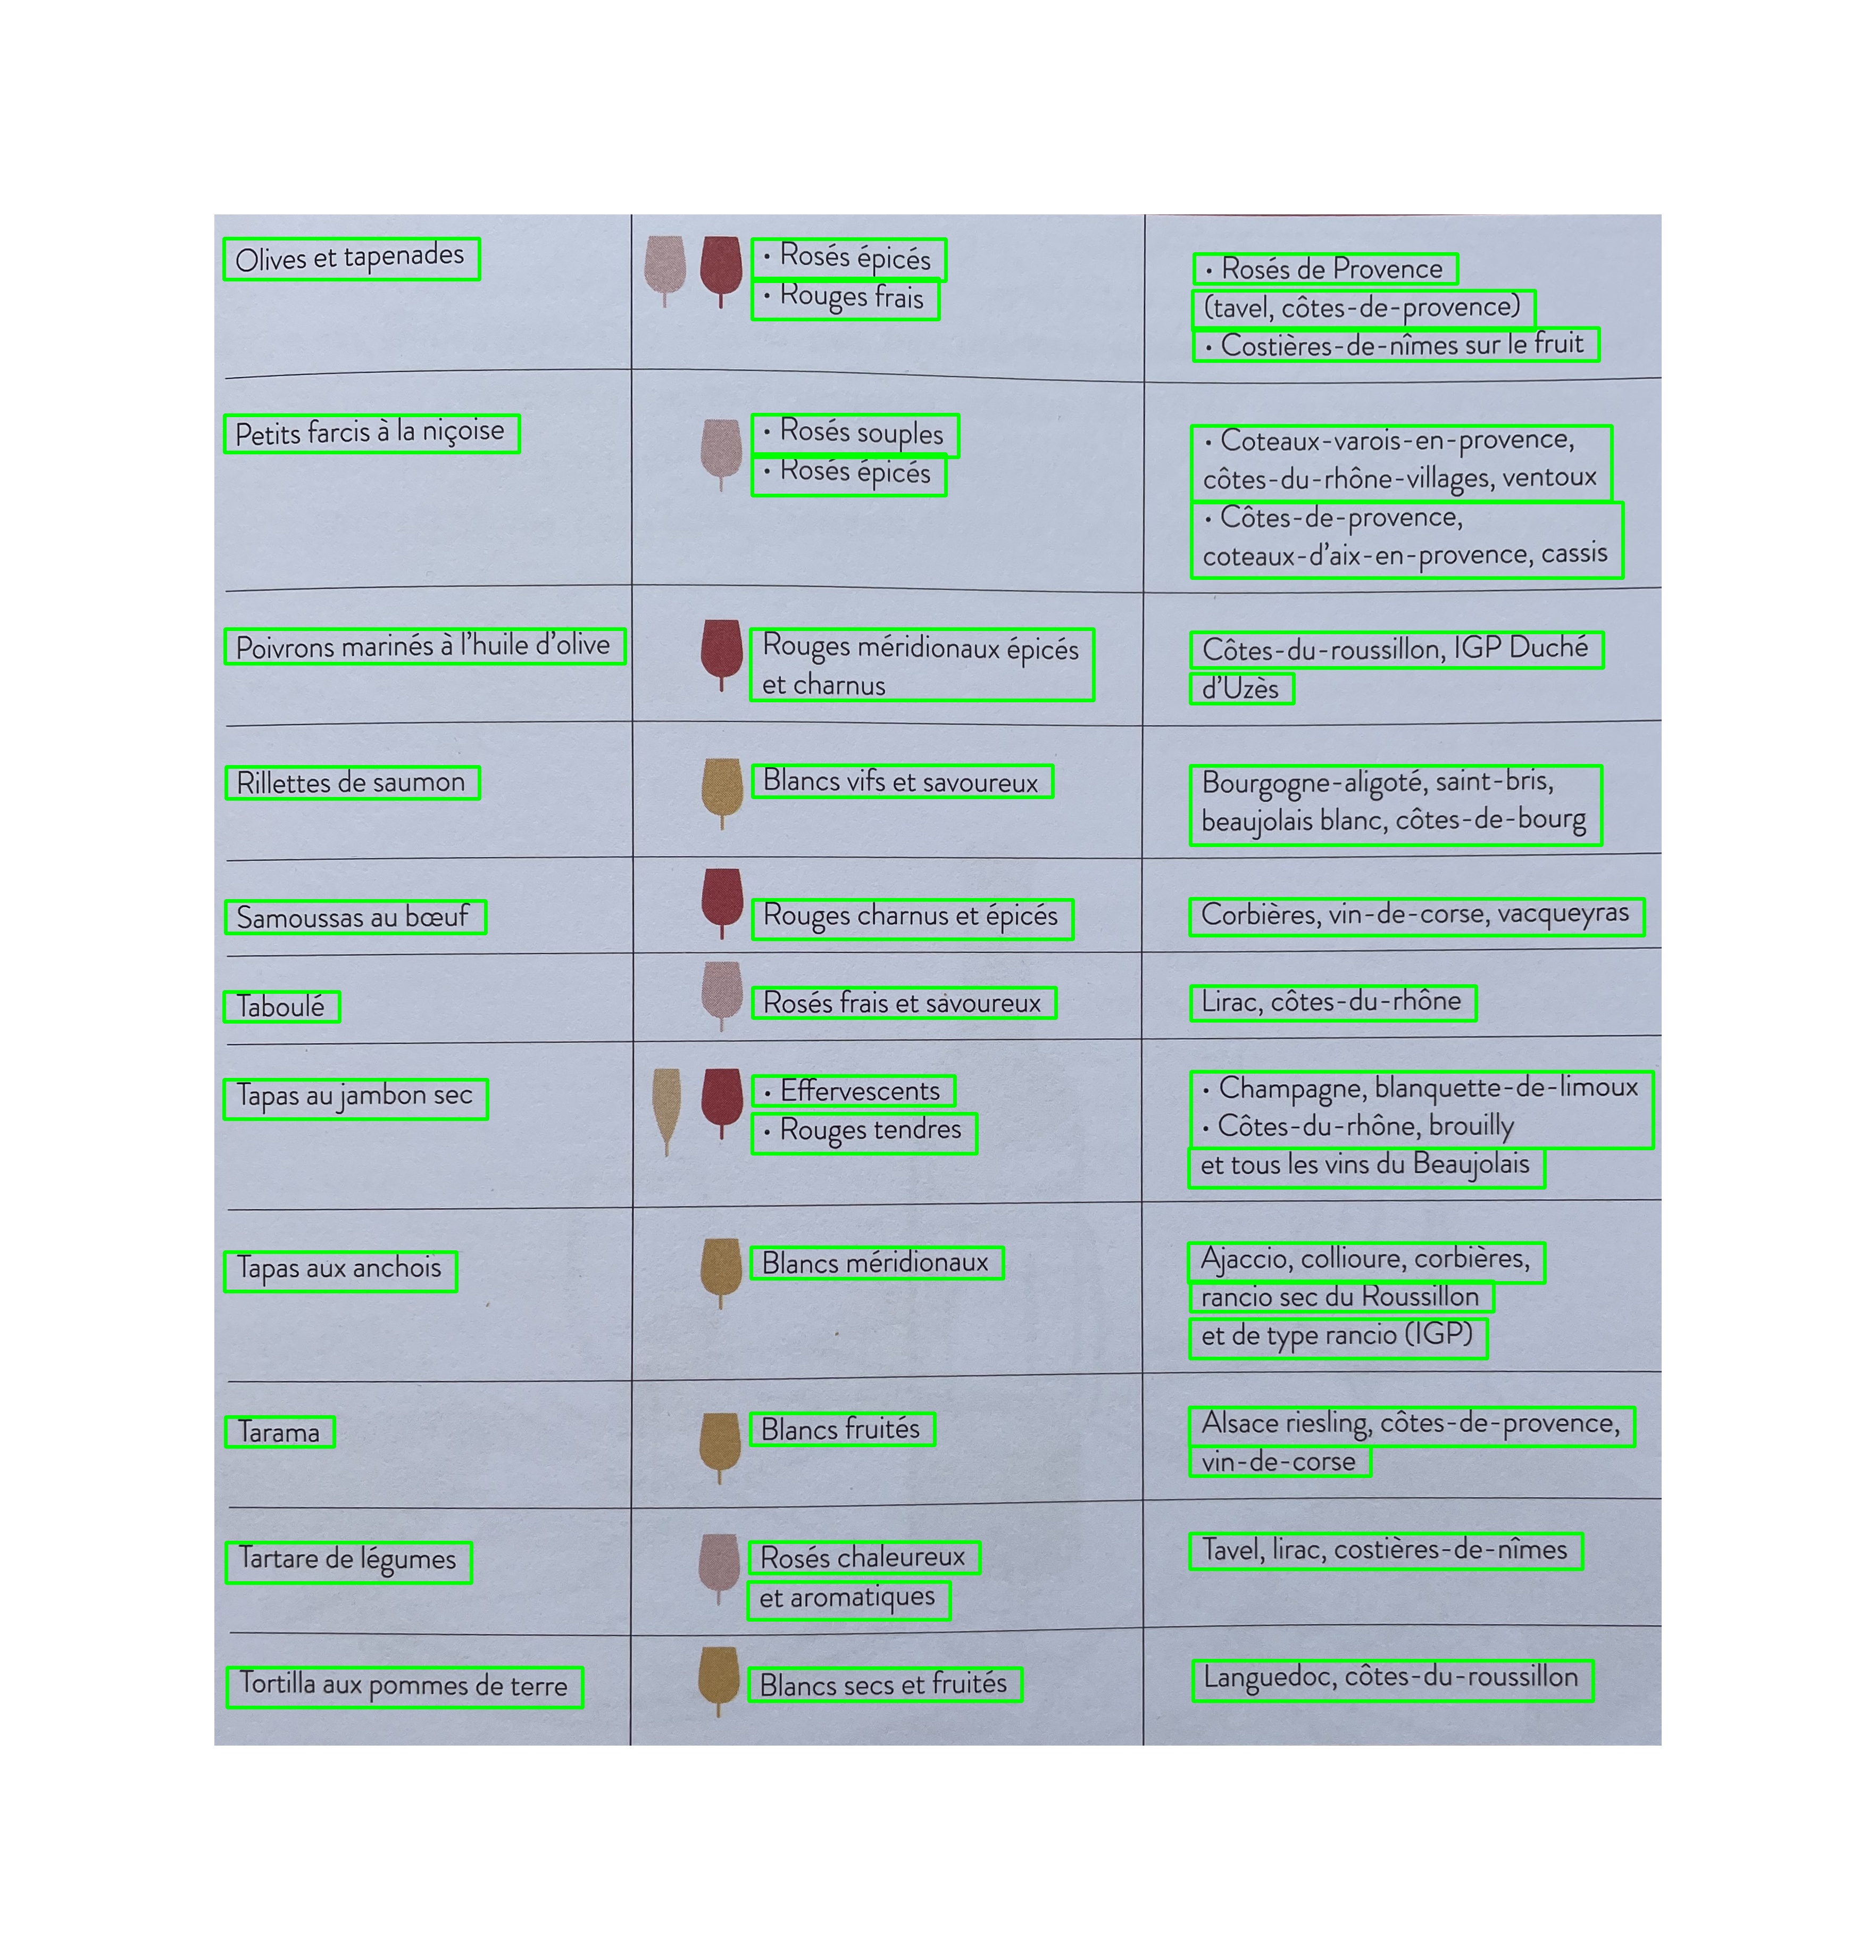 Olives et tapenades
• Rosés épicés
• Rouges frais
• Rosés de Provence
(tavel, côtes-de-provence)
• Costières-de-nîmes sur le fruit
Petits farcis à la niçoise
• Rosés souples
• Rosés épicés
• Coteaux-varois-en-provence,
côtes-du-rhône-villages, ventoux
• Côtes-de-provence,
coteaux-d'aix-en-provence, cassis
Poivrons marinés à l'huile d'olive
Rouges méridionaux épicés
et charnus
Côtes-du-roussillon, IGP Duché
d'Uzès
Rillettes de saumon
Blancs vifs et savoureux
Bourgogne-aligoté, saint-bris,
beaujolais blanc, côtes-de-bourg
Samoussas au bœuf
Rouges charnus et épicés
Corbières, vin-de-corse, vacqueyras
Taboulé
Rosés frais et savoureux
Lirac, côtes-du-rhône
Tapas au jambon sec
• Effervescents
• Rouges tendres
• Champagne, blanquette-de-limoux
• Côtes-du-rhône, brouilly
et tous les vins du Beaujolais
Tapas aux anchois
Blancs méridionaux
Ajaccio, collioure, corbières,
rancio sec du Roussillon
et de type rancio (IGP)
Tarama
Blancs fruités
Alsace riesling, côtes-de-provence,
vin-de-corse
Tartare de légumes
Rosés chaleureux
et aromatiques
Tavel, lirac, costières-de-nîmes
Tortilla aux pommes de terre
Blancs secs et fruités
Languedoc, côtes-du-roussillon